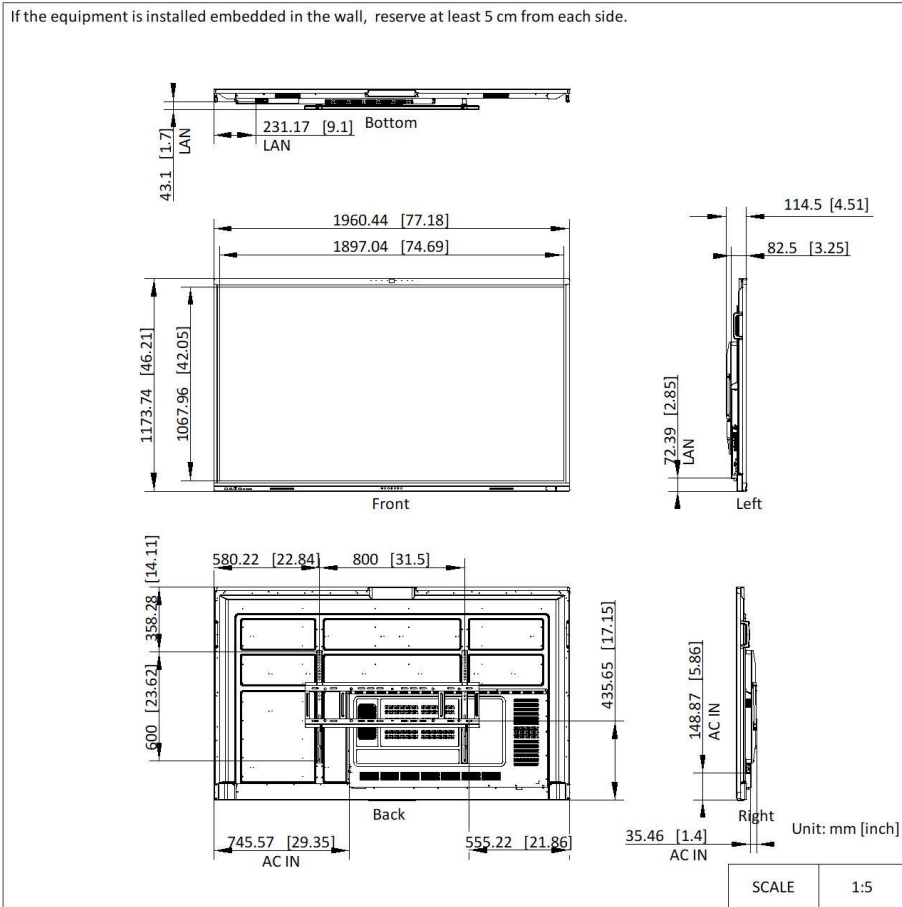 If the equipment is installed embedded in the wall, reserve at least 5 cm from each side.
43.1 [1.7]
LAN
231.17 [9.1]
LAN
Bottom
1960.44 [77.18]
1897.04 [74.69]
1173.74 [46.21]
1067.96 [42.05]
Front
114.5 [4.51]
82.5 [3.25]
72.39 [2.85]
LAN
Left
580.22 [22.84]
800 [31.5]
358.28 [14.11]
600 [23.62]
435.65 [17.15]
Back
745.57 [29.35]
AC IN
555.22 [21.86]
148.87 [5.86]
AC IN
Right
35.46 [1.4]
AC IN
Unit: mm [inch]
SCALE 1:5